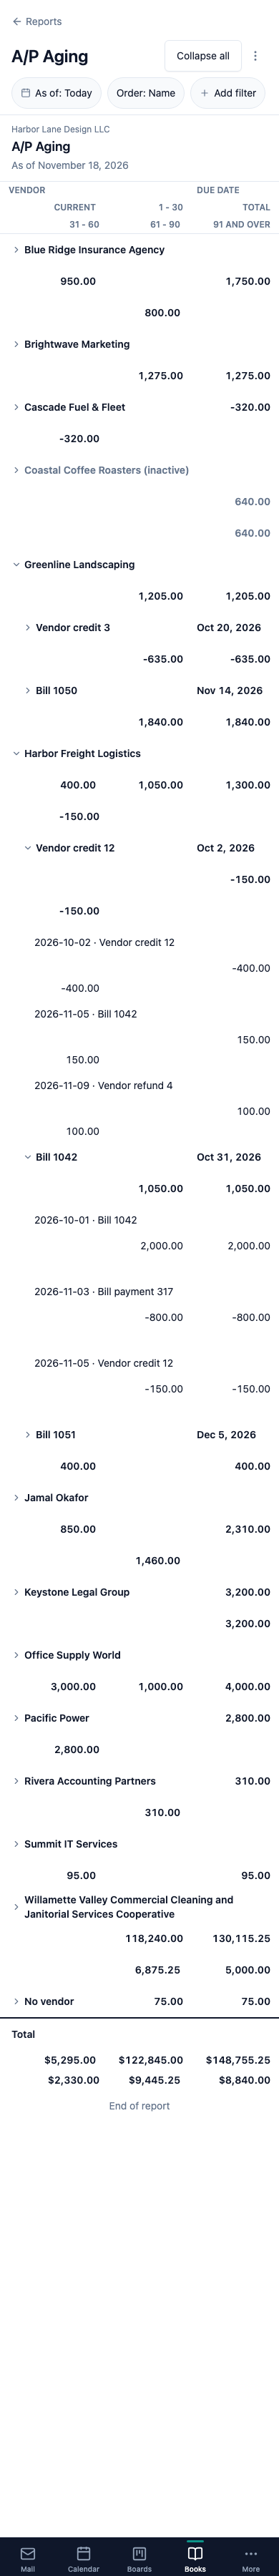 Reports
A/P Aging
Collapse all
As of: Today
Order: Name
Add filter
Harbor Lane Design LLC
A/P Aging
As of November 18, 2026
VENDOR DUE DATE
CURRENT 1 - 30 TOTAL
31 - 60 61 - 90 91 AND OVER
Blue Ridge Insurance Agency
950.00 1,750.00
800.00
Brightwave Marketing
1,275.00 1,275.00
Cascade Fuel & Fleet -320.00
-320.00
Coastal Coffee Roasters (inactive)
640.00
640.00
Greenline Landscaping
1,205.00 1,205.00
Vendor credit 3 Oct 20, 2026
-635.00 -635.00
Bill 1050 Nov 14, 2026
1,840.00 1,840.00
Harbor Freight Logistics
400.00 1,050.00 1,300.00
-150.00
Vendor credit 12 Oct 2, 2026
-150.00
-150.00
2026-10-02 · Vendor credit 12
-400.00
-400.00
2026-11-05 · Bill 1042
150.00
150.00
2026-11-09 · Vendor refund 4
100.00
100.00
Bill 1042 Oct 31, 2026
1,050.00 1,050.00
2026-10-01 · Bill 1042
2,000.00 2,000.00
2026-11-03 · Bill payment 317
-800.00 -800.00
2026-11-05 · Vendor credit 12
-150.00 -150.00
Bill 1051 Dec 5, 2026
400.00 400.00
Jamal Okafor
850.00 2,310.00
1,460.00
Keystone Legal Group 3,200.00
3,200.00
Office Supply World
3,000.00 1,000.00 4,000.00
Pacific Power 2,800.00
2,800.00
Rivera Accounting Partners 310.00
310.00
Summit IT Services
95.00 95.00
Willamette Valley Commercial Cleaning and
Janitorial Services Cooperative
118,240.00 130,115.25
6,875.25 5,000.00
No vendor 75.00 75.00
Total
$5,295.00 $122,845.00 $148,755.25
$2,330.00 $9,445.25 $8,840.00
End of report
Mail Calendar Boards Books More